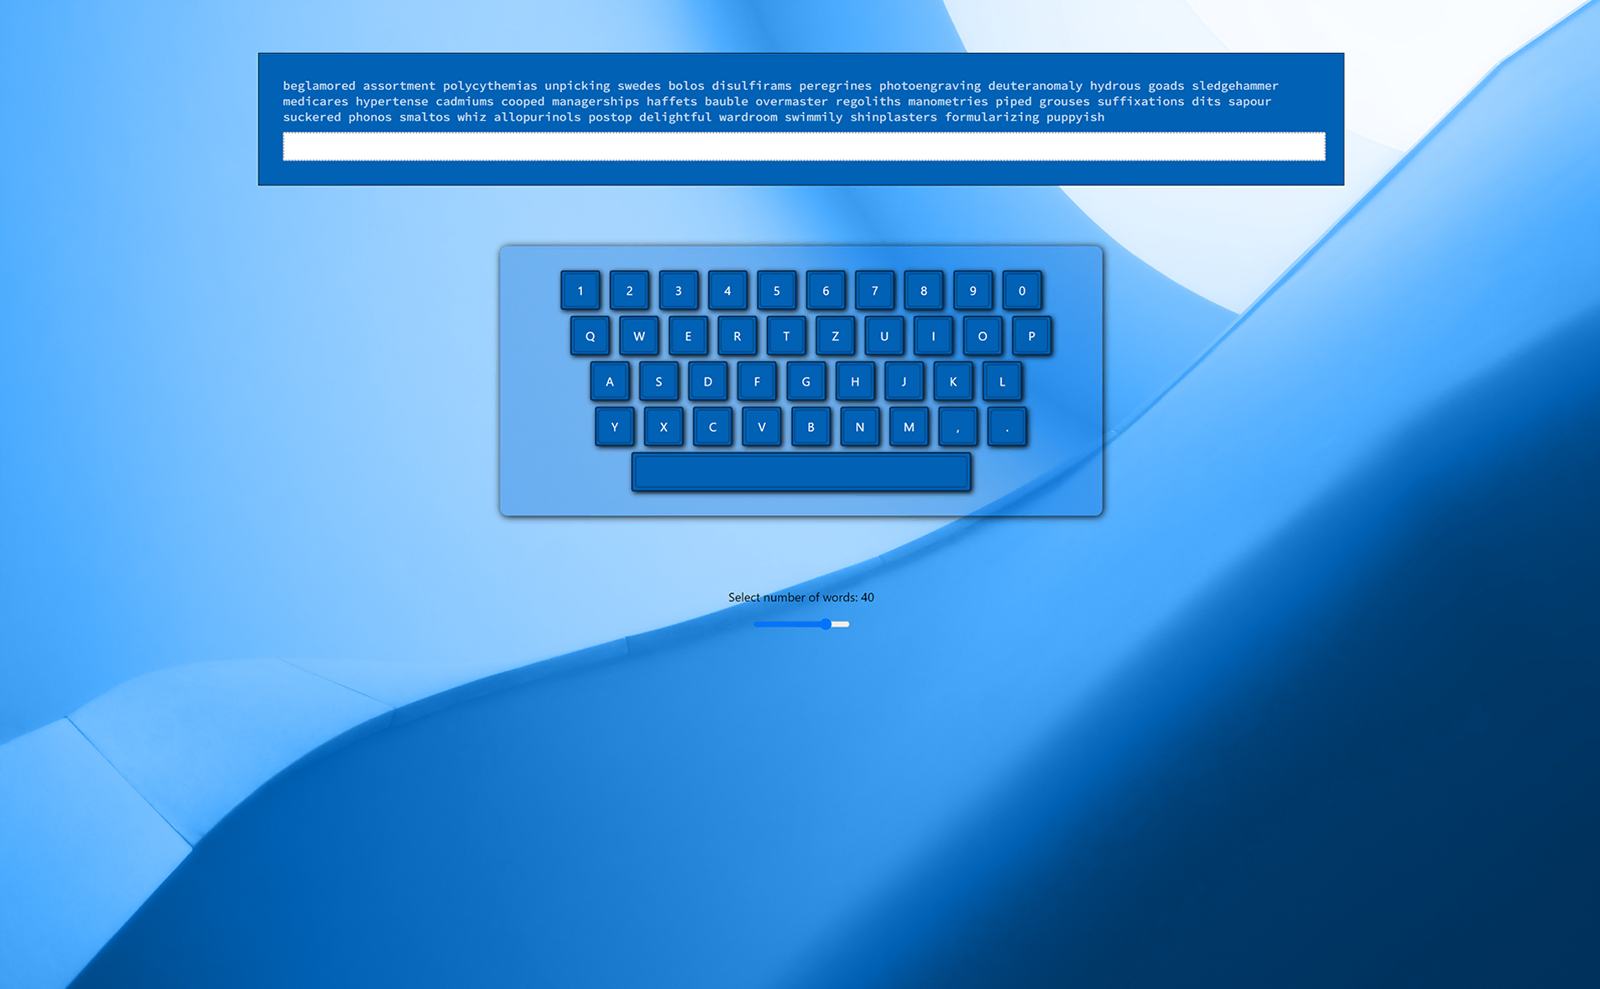 beglamored assortment polycythemias unpicking swedes bolos disulfirams peregrines photoengraving deuteranomaly hydrous goads sledgehammer
medicares hypertense cadmiums cooped managerships haffets bauble overmaster regoliths manometries piped grouses suffixations dits sapour
suckered phonos smaltos whiz allopurinols postop delightful wardroom swimmily shinplasters formularizing puppyish
1 2 3 4 5 6 7 8 9 0
Q W E R T Z U I O P
A S D F G H J K L
Y X C V B N M , .
Select number of words: 40